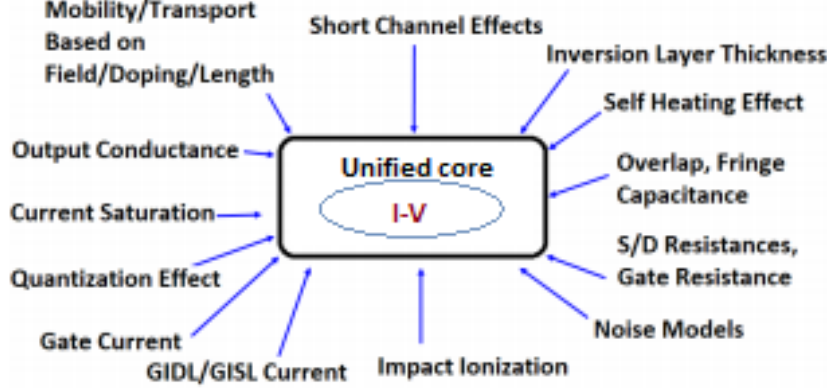 Mobility/Transport
Based on
Field/Doping/Length
Short Channel Effects
Inversion Layer Thickness
Self Heating Effect
Output Conductance
Unified core
Overlap, Fringe
Capacitance
Current Saturation
I-V
S/D Resistances,
Gate Resistance
Quantization Effect
Noise Models
Gate Current
GIDL/GISL Current
Impact Ionization